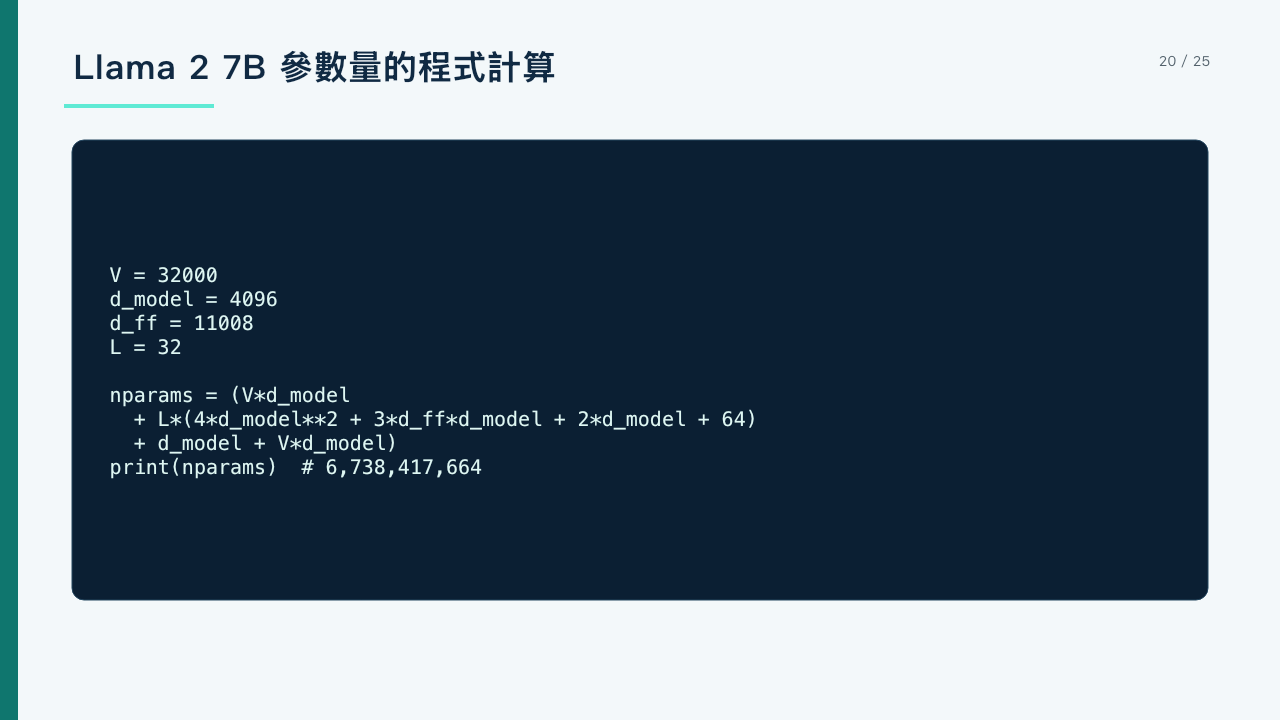 Llama 2 7B 參數量的程式計算
20 / 25
V = 32000
d_model = 4096
d_ff = 11008
L = 32
nparams = (V*d_model
  + L*(4*d_model**2 + 3*d_ff*d_model + 2*d_model + 64)
  + d_model + V*d_model)
print(nparams)  # 6,738,417,664